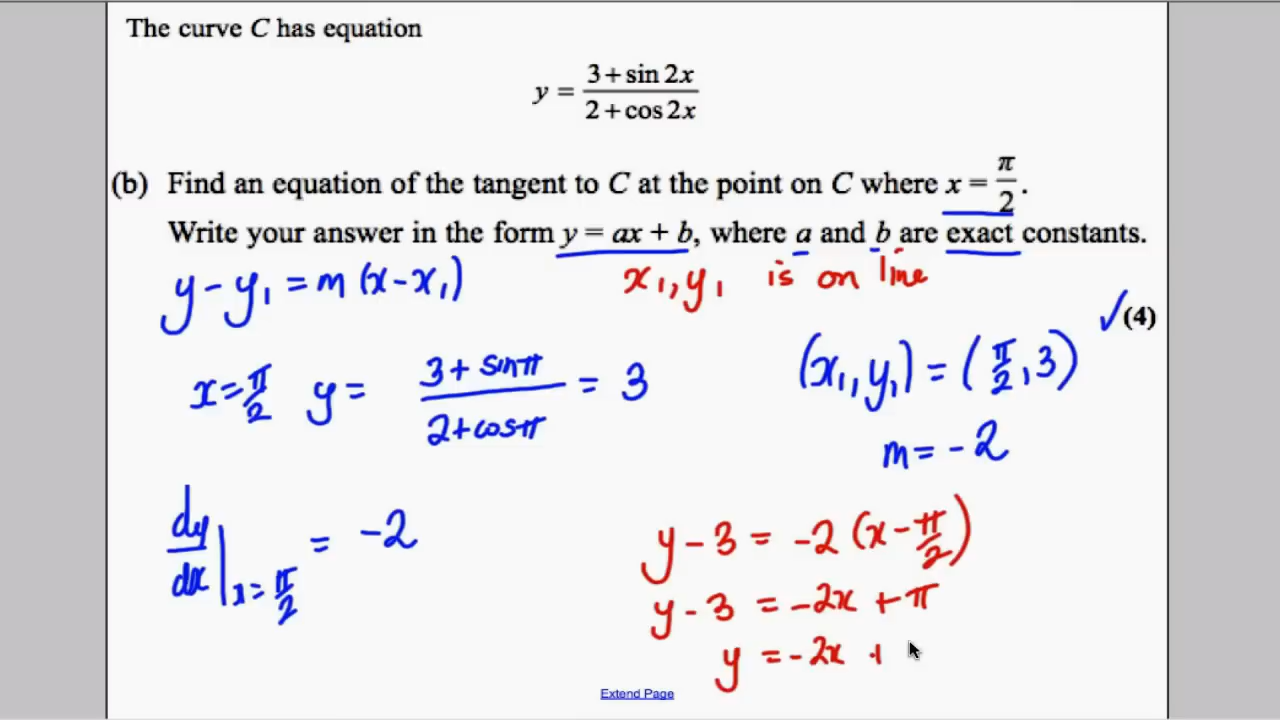 The curve C has equation
y = (3 + sin 2x)/(2 + cos 2x)
(b) Find an equation of the tangent to C at the point on C where x = π/2.
Write your answer in the form y = ax + b, where a and b are exact constants.
y - y₁ = m (x - x₁)
x₁, y₁ is on line
(4)
x = π/2 y = (3 + sinπ)/(2 + cosπ) = 3
(x₁, y₁) = (π/2, 3)
m = -2
dy/dx |x = π/2 = -2
y - 3 = -2 (x - π/2)
y - 3 = -2x + π
y = -2x +
Extend Page